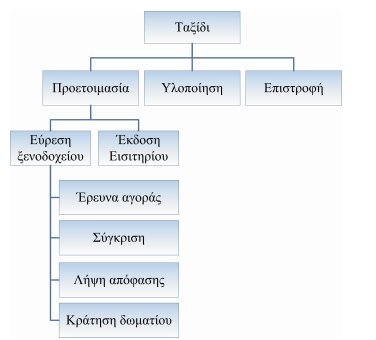 Ταξίδι
Προετοιμασία
Υλοποίηση
Επιστροφή
Εύρεση
ξενοδοχείου
Έκδοση
Εισιτηρίου
Έρευνα αγοράς
Σύγκριση
Λήψη απόφασης
Κράτηση δωματίου